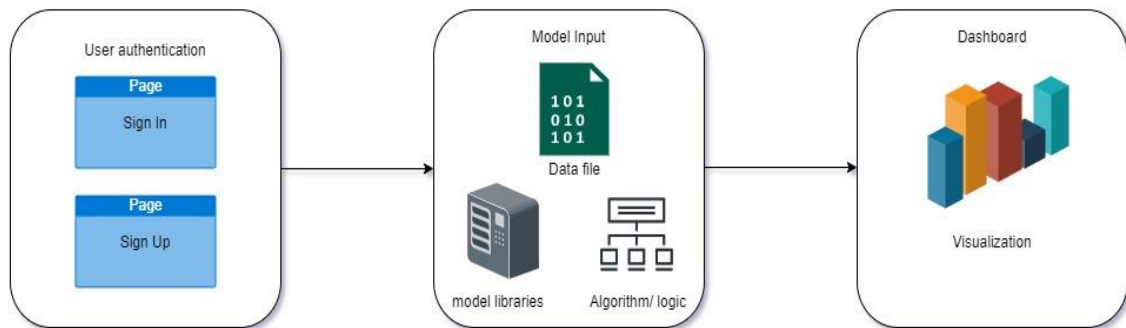 User authentication
Page
Sign In
Page
Sign Up
Model Input
101
010
101
Data file
model libraries
Algorithm/ logic
Dashboard
Visualization